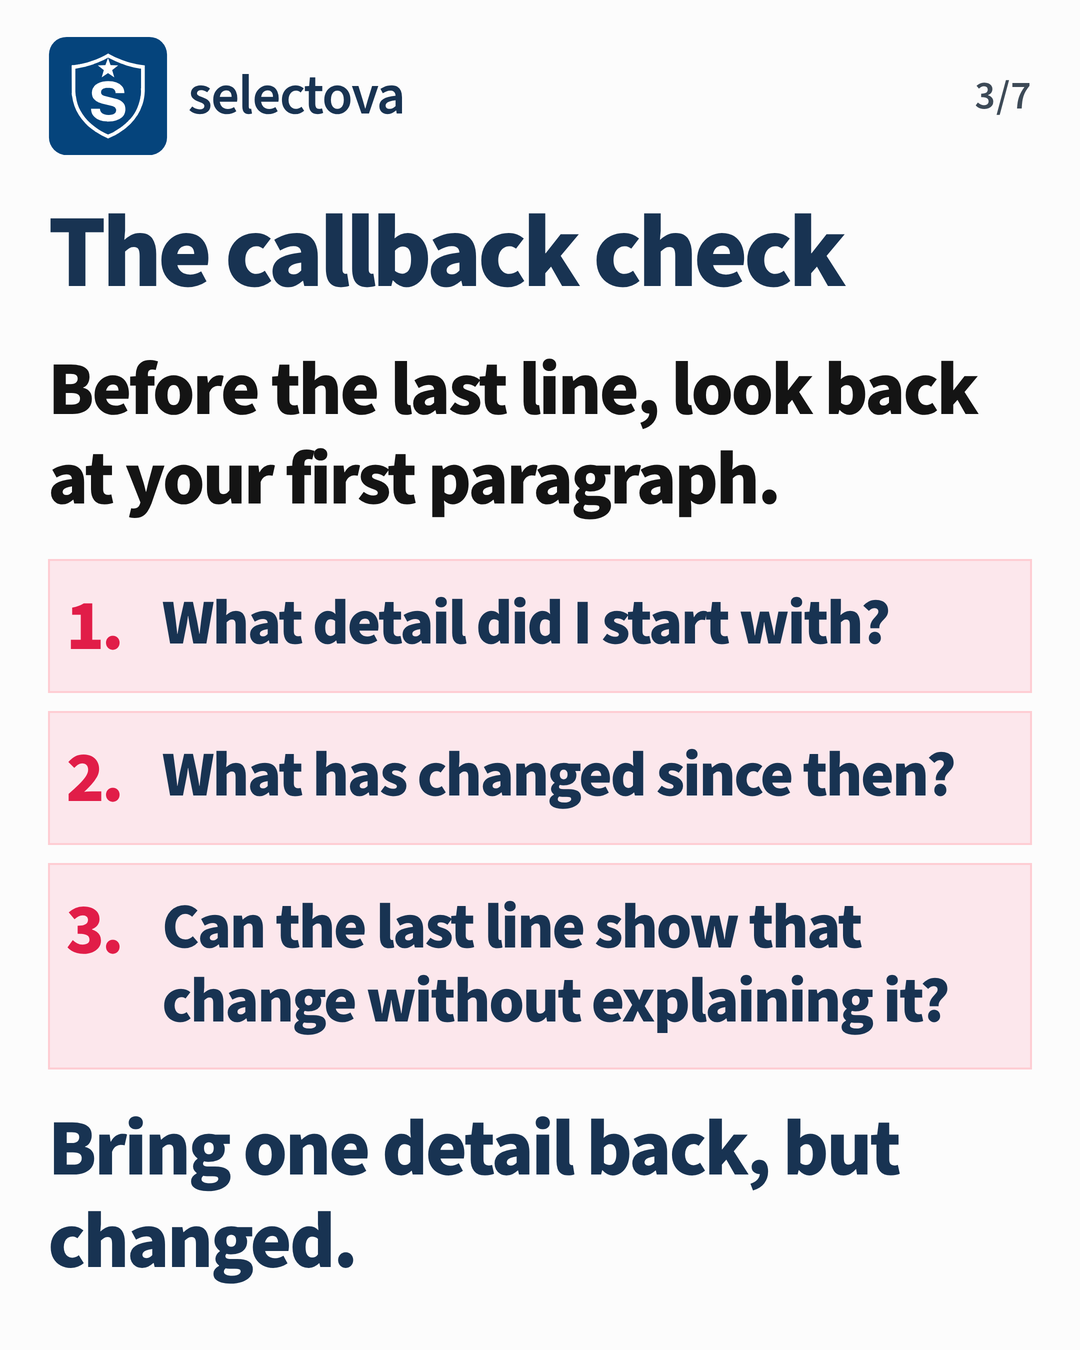 S
selectova
3/7
The callback check
Before the last line, look back
at your first paragraph.
1. What detail did I start with?
2. What has changed since then?
3. Can the last line show that
change without explaining it?
Bring one detail back, but
changed.